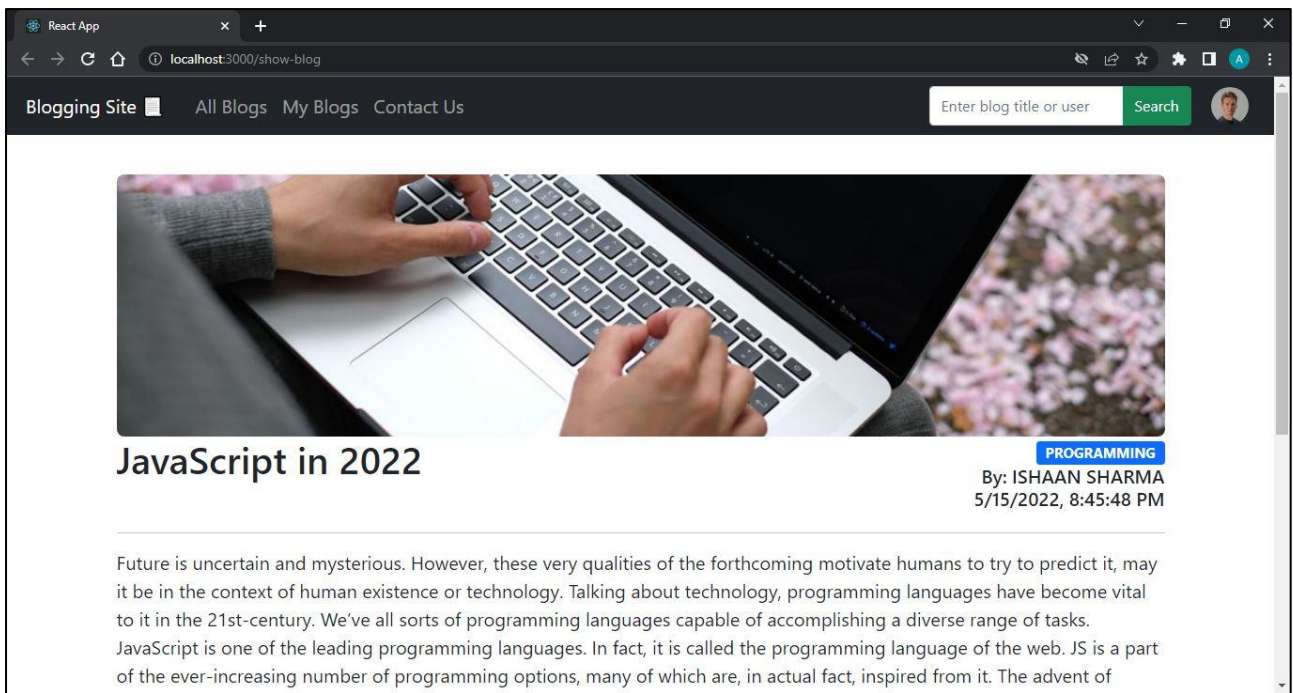 React App
localhost:3000/show-blog
A
Blogging Site All Blogs My Blogs Contact Us Enter blog title or user Search
JavaScript in 2022
PROGRAMMING
By: ISHAAN SHARMA
5/15/2022, 8:45:48 PM
Future is uncertain and mysterious. However, these very qualities of the forthcoming motivate humans to try to predict it, may
it be in the context of human existence or technology. Talking about technology, programming languages have become vital
to it in the 21st-century. We’ve all sorts of programming languages capable of accomplishing a diverse range of tasks.
JavaScript is one of the leading programming languages. In fact, it is called the programming language of the web. JS is a part
of the ever-increasing number of programming options, many of which are, in actual fact, inspired from it. The advent of